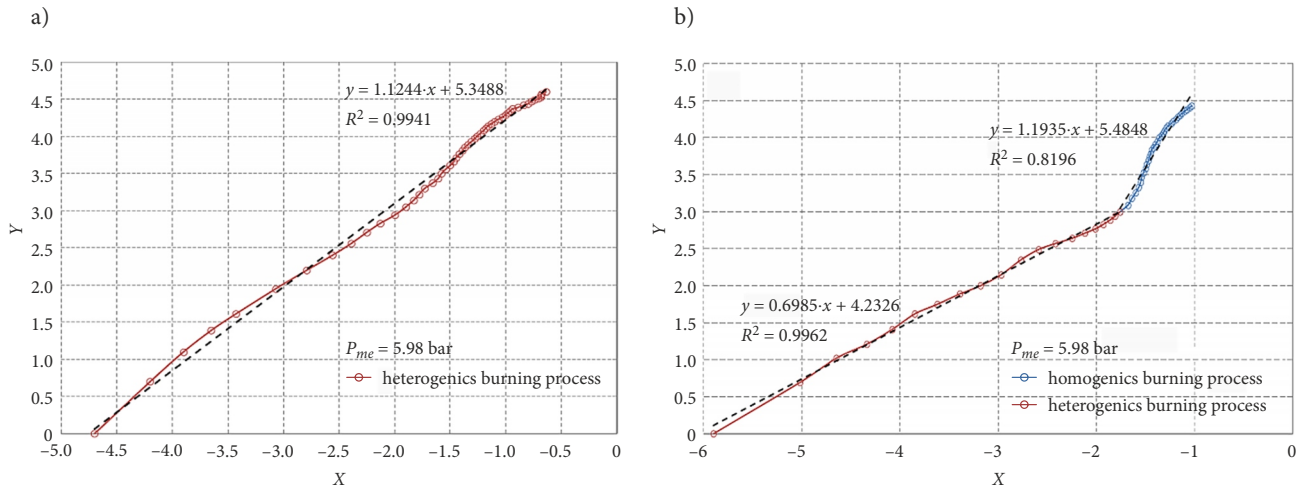 a)
5.0
4.5
4.0
3.5
3.0
2.5
2.0
1.5
1.0
0.5
0
Y
y = 1.1244·x + 5.3488
R² = 0.9941
P_me = 5.98 bar
heterogenics burning process
–5.0 –4.5 –4.0 –3.5 –3.0 –2.5 –2.0 –1.5 –1.0 –0.5 0
X
b)
5.0
4.5
4.0
3.5
3.0
2.5
2.0
1.5
1.0
0.5
0
Y
y = 1.1935·x + 5.4848
R² = 0.8196
y = 0.6985·x + 4.2326
R² = 0.9962
P_me = 5.98 bar
homogenics burning process
heterogenics burning process
–6 –5 –4 –3 –2 –1 0
X